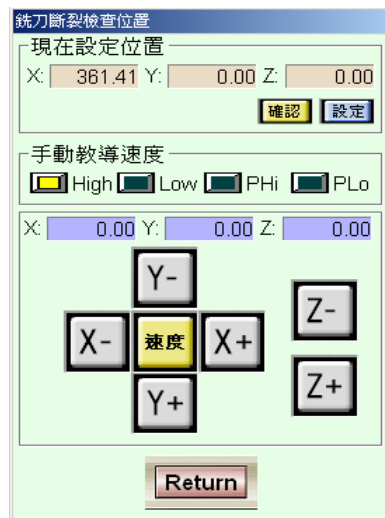 銑刀斷裂檢查位置
現在設定位置
X: 361.41 Y: 0.00 Z: 0.00
確認 設定
手動教導速度
High Low PHi PLo
X: 0.00 Y: 0.00 Z: 0.00
Y-
X- 速度 X+
Z-
Y+
Z+
Return